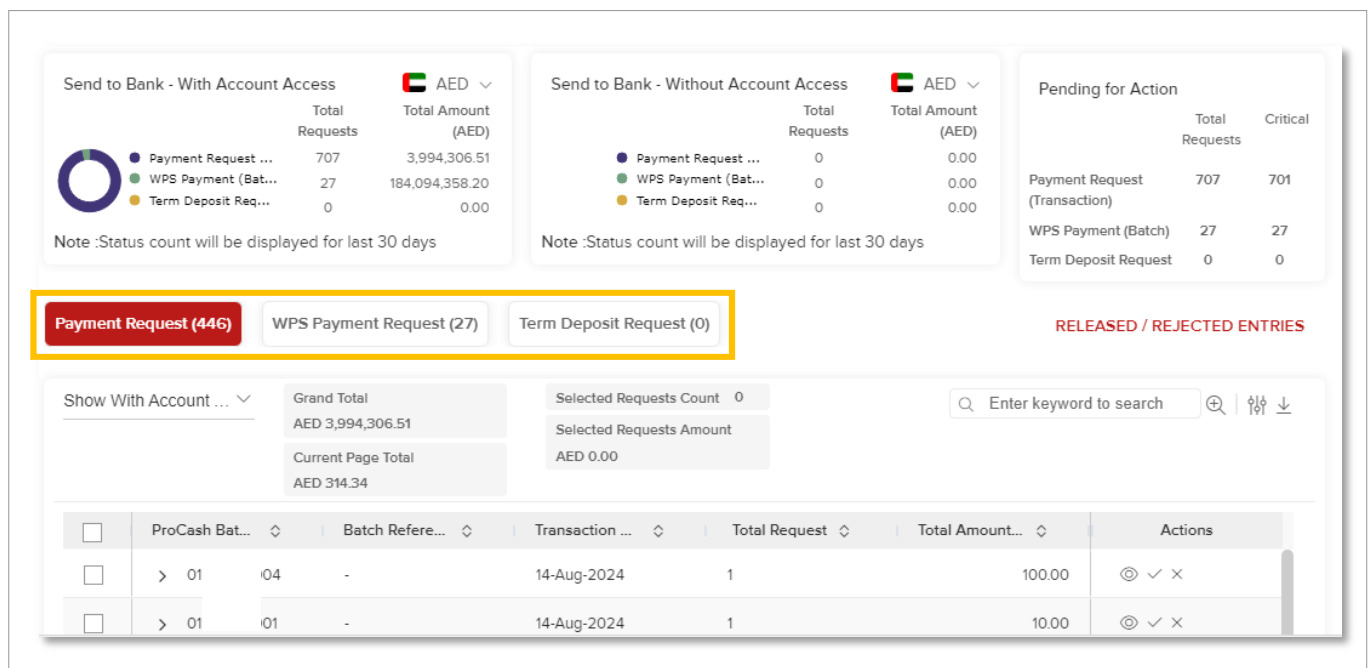 Send to Bank - With Account Access AED
Total Requests Total Amount (AED)
Payment Request ... 707 3,994,306.51
WPS Payment (Bat... 27 184,094,358.20
Term Deposit Req... 0 0.00
Note :Status count will be displayed for last 30 days
Send to Bank - Without Account Access AED
Total Requests Total Amount (AED)
Payment Request ... 0 0.00
WPS Payment (Bat... 0 0.00
Term Deposit Req... 0 0.00
Note :Status count will be displayed for last 30 days
Pending for Action
Total Requests Critical
Payment Request (Transaction) 707 701
WPS Payment (Batch) 27 27
Term Deposit Request 0 0
Payment Request (446) WPS Payment Request (27) Term Deposit Request (0) RELEASED / REJECTED ENTRIES
Show With Account ...
Grand Total
AED 3,994,306.51
Current Page Total
AED 314.34
Selected Requests Count 0
Selected Requests Amount
AED 0.00
Enter keyword to search
ProCash Bat... Batch Refere... Transaction ... Total Request Total Amount... Actions
01 04 - 14-Aug-2024 1 100.00
01 01 - 14-Aug-2024 1 10.00